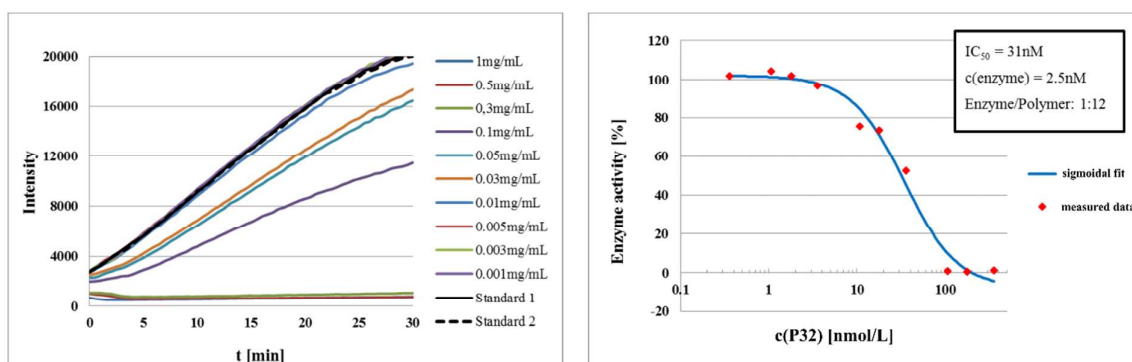 20000
16000
12000
8000
4000
0
Intensity
0
5
10
15
20
25
30
t [min]
1mg/mL
0.5mg/mL
0,3mg/mL
0.1mg/mL
0.05mg/mL
0.03mg/mL
0.01mg/mL
0.005mg/mL
0.003mg/mL
0.001mg/mL
Standard 1
Standard 2
120
100
80
60
40
20
0
-20
Enzyme activity [%]
0.1
1
10
100
c(P32) [nmol/L]
IC50 = 31nM
c(enzyme) = 2.5nM
Enzyme/Polymer: 1:12
sigmoidal fit
measured data